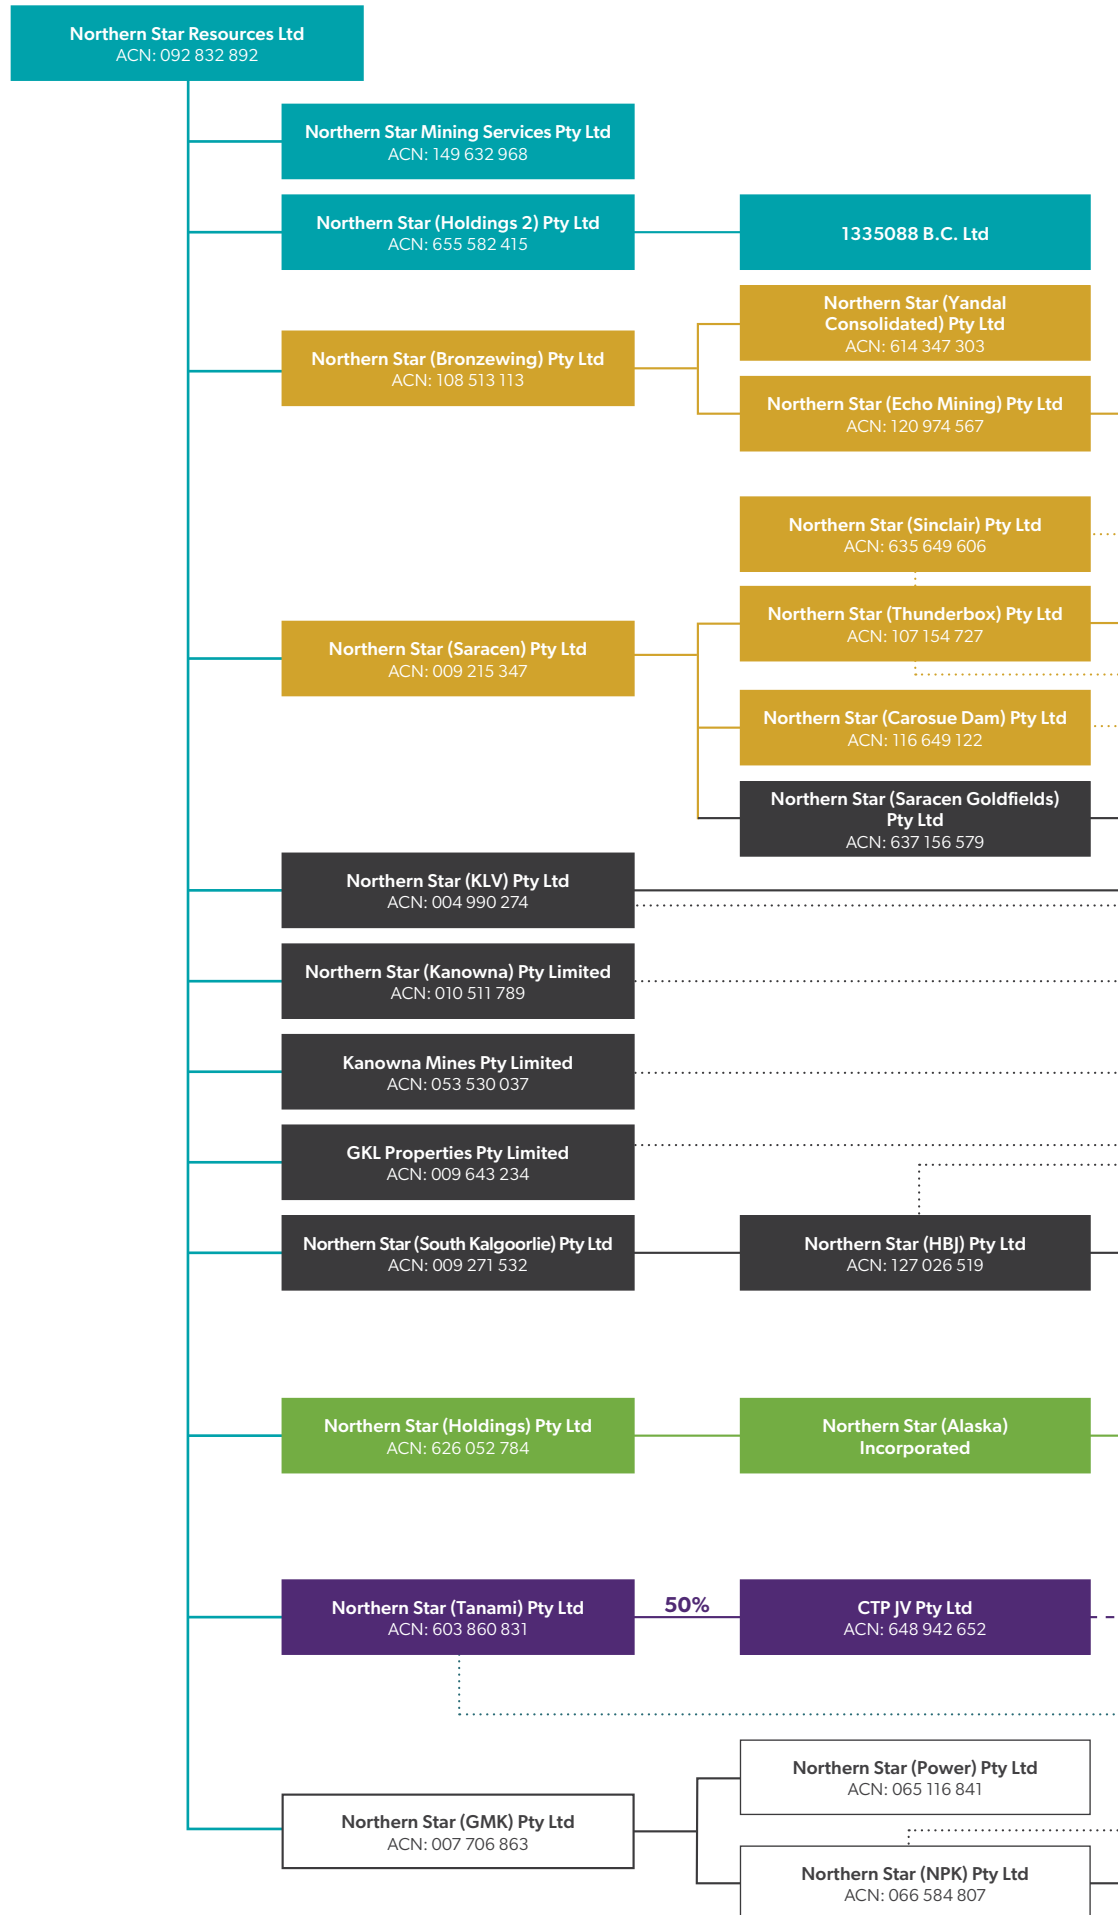 Northern Star Resources Ltd
ACN: 092 832 892
Northern Star Mining Services Pty Ltd
ACN: 149 632 968
Northern Star (Holdings 2) Pty Ltd
ACN: 655 582 415
1335088 B.C. Ltd
Northern Star (Yandal
Consolidated) Pty Ltd
ACN: 614 347 303
Northern Star (Bronzewing) Pty Ltd
ACN: 108 513 113
Northern Star (Echo Mining) Pty Ltd
ACN: 120 974 567
Northern Star (Sinclair) Pty Ltd
ACN: 635 649 606
Northern Star (Thunderbox) Pty Ltd
ACN: 107 154 727
Northern Star (Saracen) Pty Ltd
ACN: 009 215 347
Northern Star (Carosue Dam) Pty Ltd
ACN: 116 649 122
Northern Star (Saracen Goldfields)
Pty Ltd
ACN: 637 156 579
Northern Star (KLV) Pty Ltd
ACN: 004 990 274
Northern Star (Kanowna) Pty Limited
ACN: 010 511 789
Kanowna Mines Pty Limited
ACN: 053 530 037
GKL Properties Pty Limited
ACN: 009 643 234
Northern Star (South Kalgoorlie) Pty Ltd
ACN: 009 271 532
Northern Star (HBJ) Pty Ltd
ACN: 127 026 519
Northern Star (Holdings) Pty Ltd
ACN: 626 052 784
Northern Star (Alaska)
Incorporated
Northern Star (Tanami) Pty Ltd
ACN: 603 860 831
50%
CTP JV Pty Ltd
ACN: 648 942 652
Northern Star (Power) Pty Ltd
ACN: 065 116 841
Northern Star (GMK) Pty Ltd
ACN: 007 706 863
Northern Star (NPK) Pty Ltd
ACN: 066 584 807